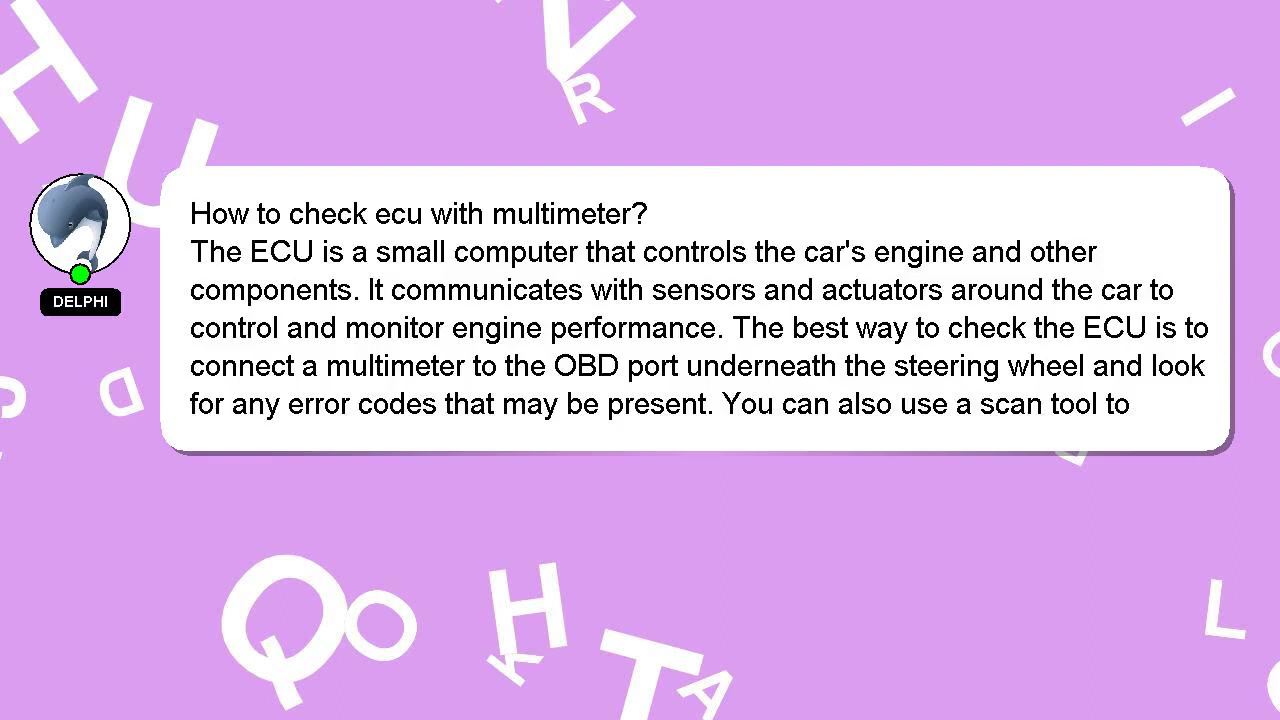 How to check ecu with multimeter?
The ECU is a small computer that controls the car's engine and other
components. It communicates with sensors and actuators around the car to
control and monitor engine performance. The best way to check the ECU is to
connect a multimeter to the OBD port underneath the steering wheel and look
for any error codes that may be present. You can also use a scan tool to
DELPHI
H
U
V
R
I
D
Q
O
H
K
T
A
L